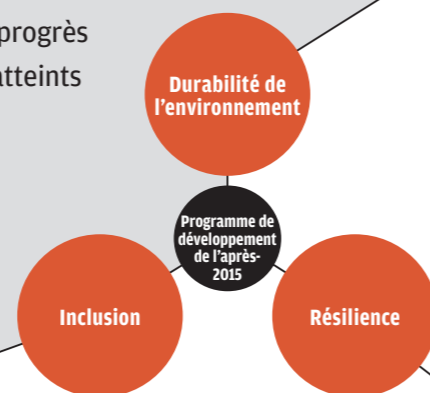 progrès
atteints
Durabilité de
l'environnement
Programme de
développement
de l'après-
2015
Inclusion
Résilience